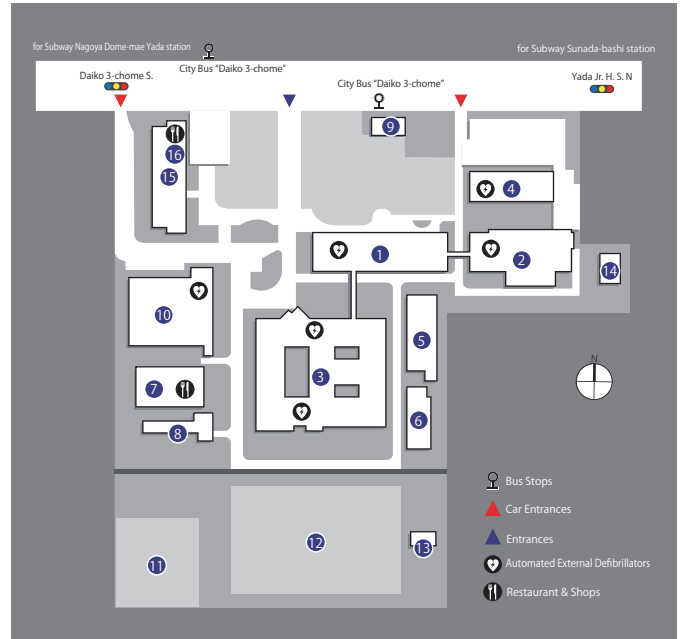 for Subway Nagoya Dome-mae Yada station
for Subway Sunada-bashi station
City Bus "Daiko 3-chome"
Daiko 3-chome S.
City Bus "Daiko 3-chome"
Yada Jr. H. S. N
9
16
15
4
1
2
14
10
5
3
N
7
6
8
Bus Stops
Car Entrances
Entrances
12
13
11
Automated External Defibrillators
Restaurant & Shops